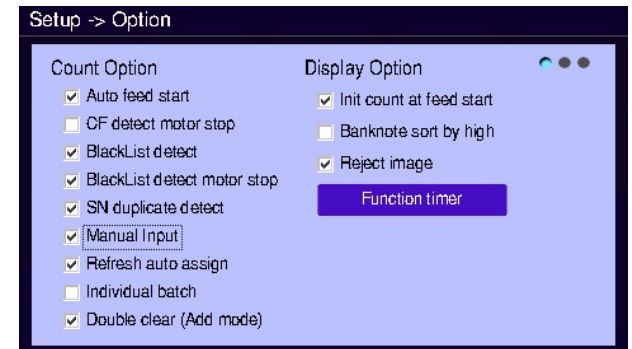 Setup -> Option
Count Option
Auto feed start
CF detect motor stop
BlackList detect
BlackList detect motor stop
SN duplicate detect
Manual Input
Refresh auto assign
Individual batch
Double clear (Add mode)
Display Option
Init count at feed start
Banknote sort by high
Reject image
Function timer